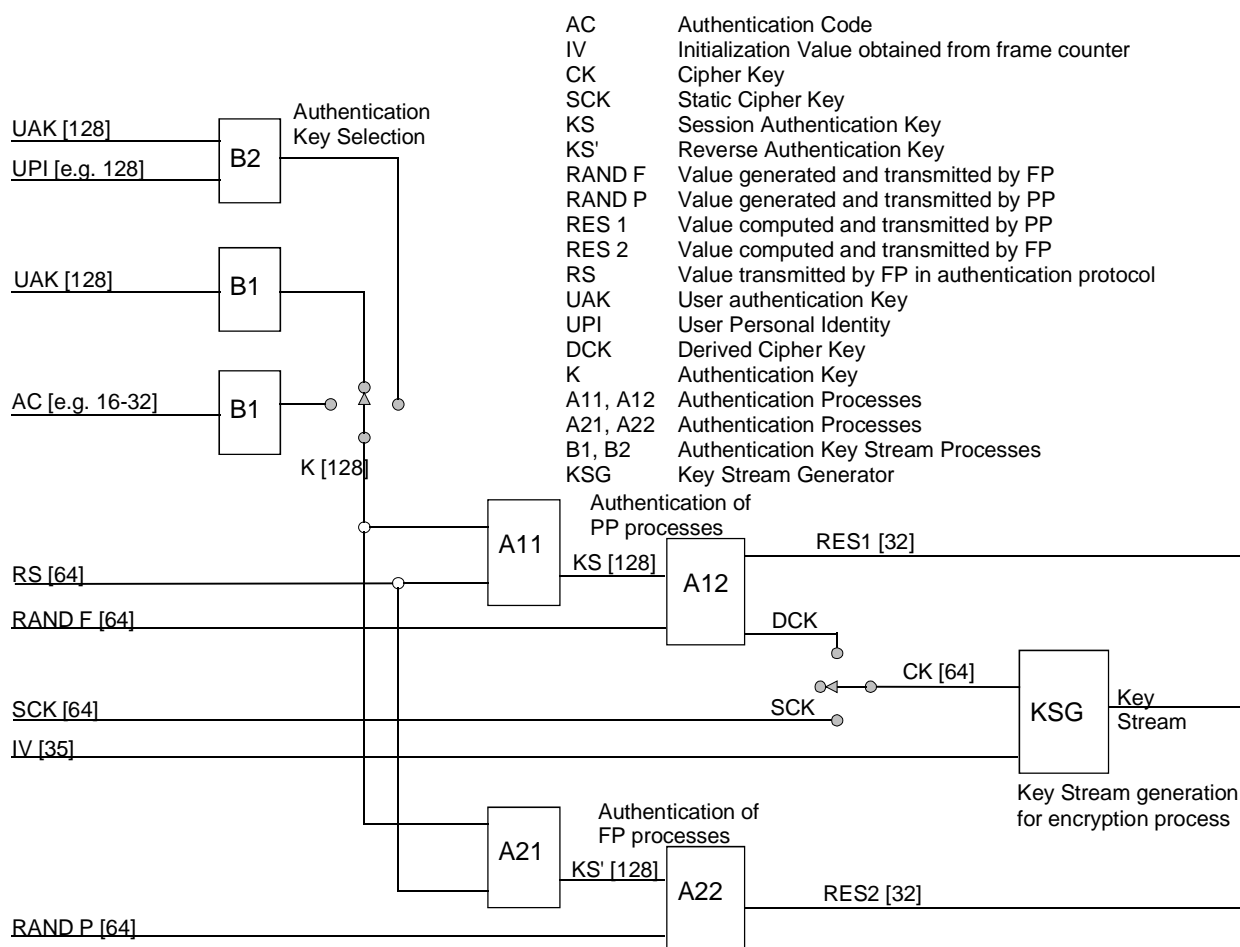 AC Authentication Code
IV Initialization Value obtained from frame counter
CK Cipher Key
SCK Static Cipher Key
KS Session Authentication Key
KS' Reverse Authentication Key
RAND F Value generated and transmitted by FP
RAND P Value generated and transmitted by PP
RES 1 Value computed and transmitted by PP
RES 2 Value computed and transmitted by FP
RS Value transmitted by FP in authentication protocol
UAK User authentication Key
UPI User Personal Identity
DCK Derived Cipher Key
K Authentication Key
A11, A12 Authentication Processes
A21, A22 Authentication Processes
B1, B2 Authentication Key Stream Processes
KSG Key Stream Generator
Authentication
Key Selection
UAK [128]
UPI [e.g. 128]
B2
UAK [128]
B1
AC [e.g. 16-32]
B1
K [128]
Authentication of
PP processes
A11
KS [128]
A12
RES1 [32]
RS [64]
RAND F [64]
DCK
CK [64]
SCK [64]
SCK
KSG
Key
Stream
IV [35]
Key Stream generation
for encryption process
Authentication of
FP processes
A21
KS' [128]
A22
RES2 [32]
RAND P [64]